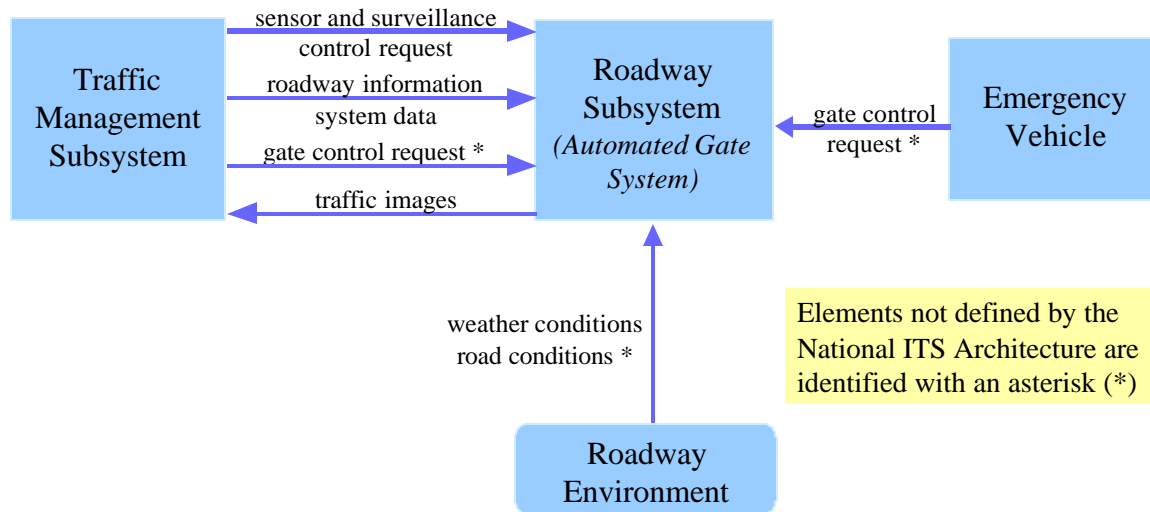 sensor and surveillance
control request
roadway information
system data
gate control request *
traffic images
Traffic
Management
Subsystem
Roadway
Subsystem
(Automated Gate
System)
gate control
request *
Emergency
Vehicle
weather conditions
road conditions *
Elements not defined by the
National ITS Architecture are
identified with an asterisk (*)
Roadway
Environment